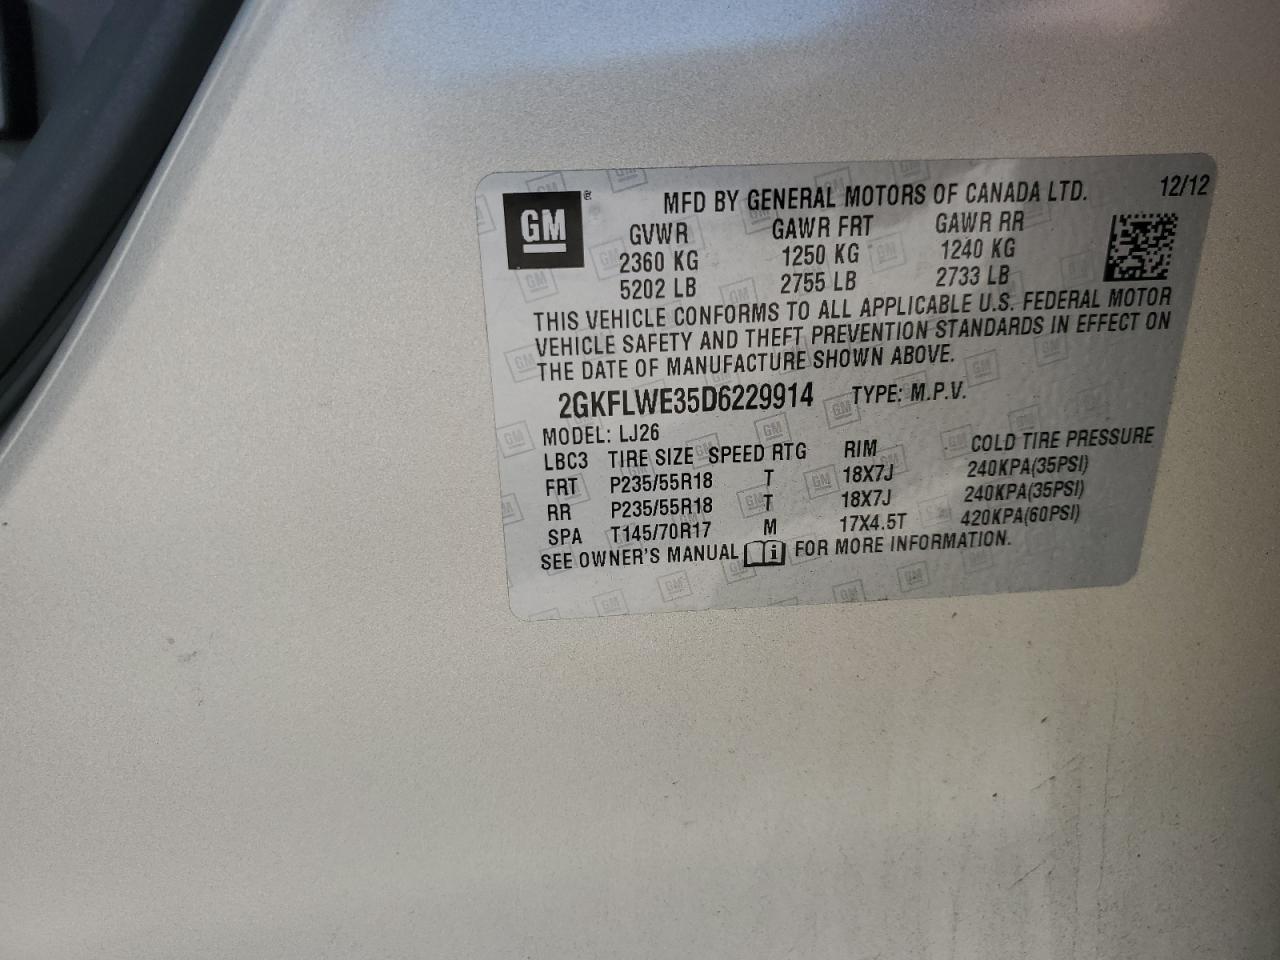 GM® MFD BY GENERAL MOTORS OF CANADA LTD. 12/12
GVWR GAWR FRT GAWR RR
2360 KG 1250 KG 1240 KG
5202 LB 2755 LB 2733 LB
THIS VEHICLE CONFORMS TO ALL APPLICABLE U.S. FEDERAL MOTOR
VEHICLE SAFETY AND THEFT PREVENTION STANDARDS IN EFFECT ON
THE DATE OF MANUFACTURE SHOWN ABOVE.
2GKFLWE35D6229914 TYPE: M.P.V.
MODEL: LJ26
LBC3 TIRE SIZE SPEED RTG RIM COLD TIRE PRESSURE
FRT P235/55R18 T 18X7J 240KPA(35PSI)
RR P235/55R18 T 18X7J 240KPA(35PSI)
SPA T145/70R17 M 17X4.5T 420KPA(60PSI)
SEE OWNER'S MANUAL i FOR MORE INFORMATION.